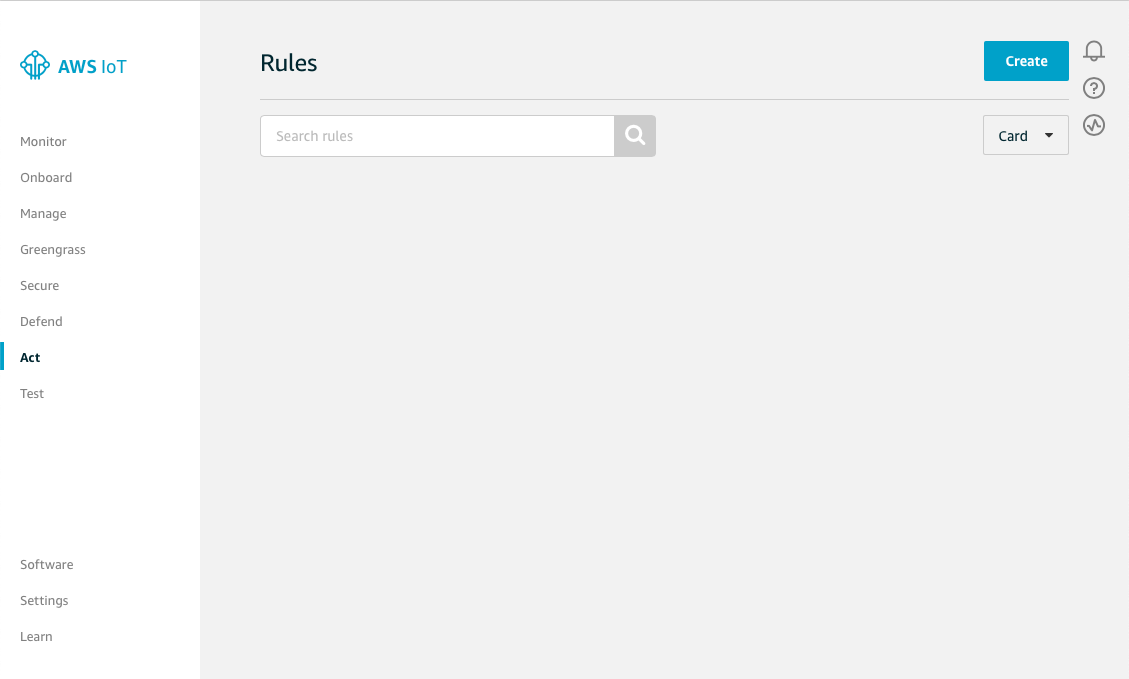 AWS IoT
Monitor
Onboard
Manage
Greengrass
Secure
Defend
Act
Test
Software
Settings
Learn
Rules
Create
Search rules
Card
?